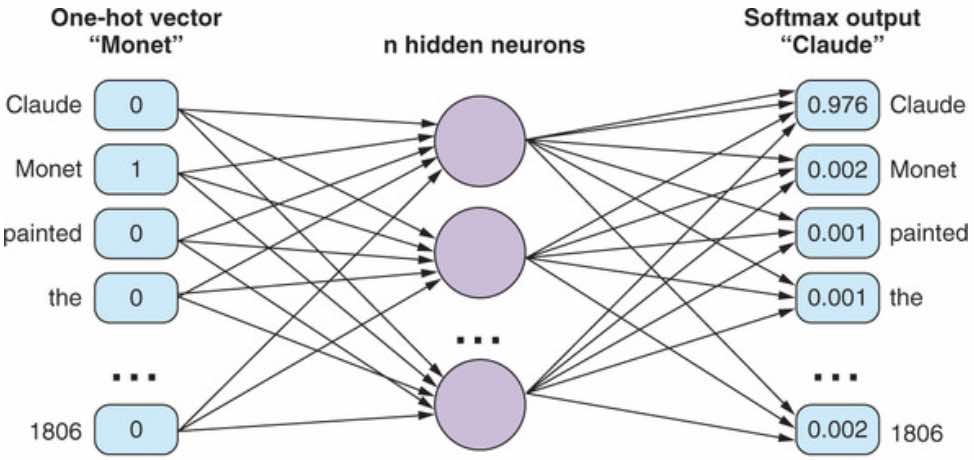 One-hot vector
“Monet”
n hidden neurons
Softmax output
“Claude”
Claude 0 0.976 Claude
Monet 1 0.002 Monet
painted 0 0.001 painted
the 0 0.001 the
... ... ...
1806 0 0.002 1806